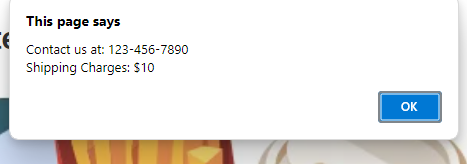 This page says
Contact us at: 123-456-7890
Shipping Charges: $10
OK